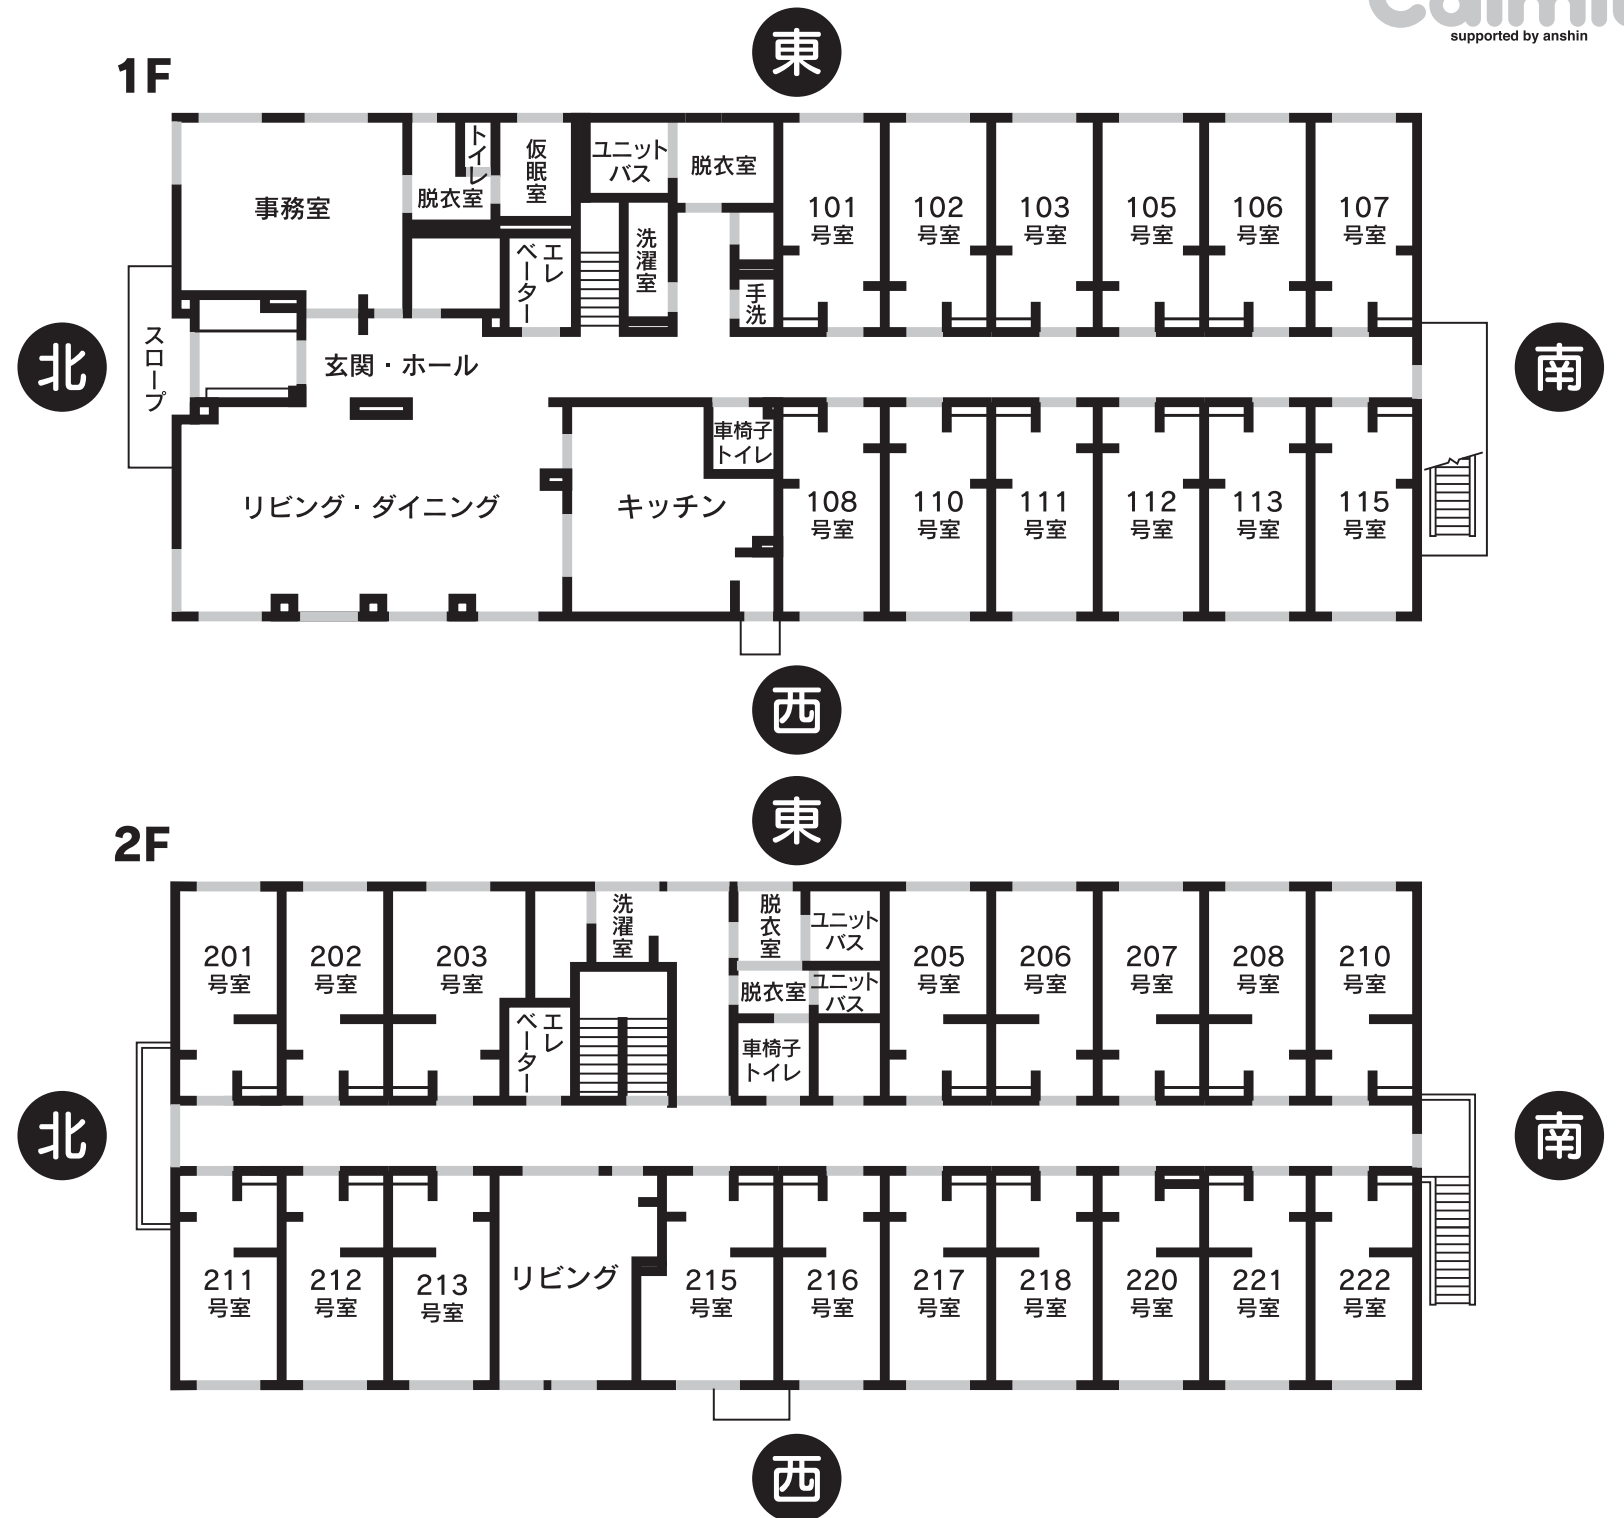 supported by anshin
東
1F
トイレ
仮眠室
ユニット
バス
脱衣室
脱衣室
事務室
101
号室
102
号室
103
号室
105
号室
106
号室
107
号室
エレ
ベーター
洗濯室
手洗
北
スロープ
玄関・ホール
南
車椅子
トイレ
リビング・ダイニング
キッチン
108
号室
110
号室
111
号室
112
号室
113
号室
115
号室
西
東
2F
201
号室
202
号室
203
号室
洗濯室
脱衣室
ユニット
バス
脱衣室
ユニット
バス
205
号室
206
号室
207
号室
208
号室
210
号室
エレ
ベーター
車椅子
トイレ
北
南
211
号室
212
号室
213
号室
リビング
215
号室
216
号室
217
号室
218
号室
220
号室
221
号室
222
号室
西